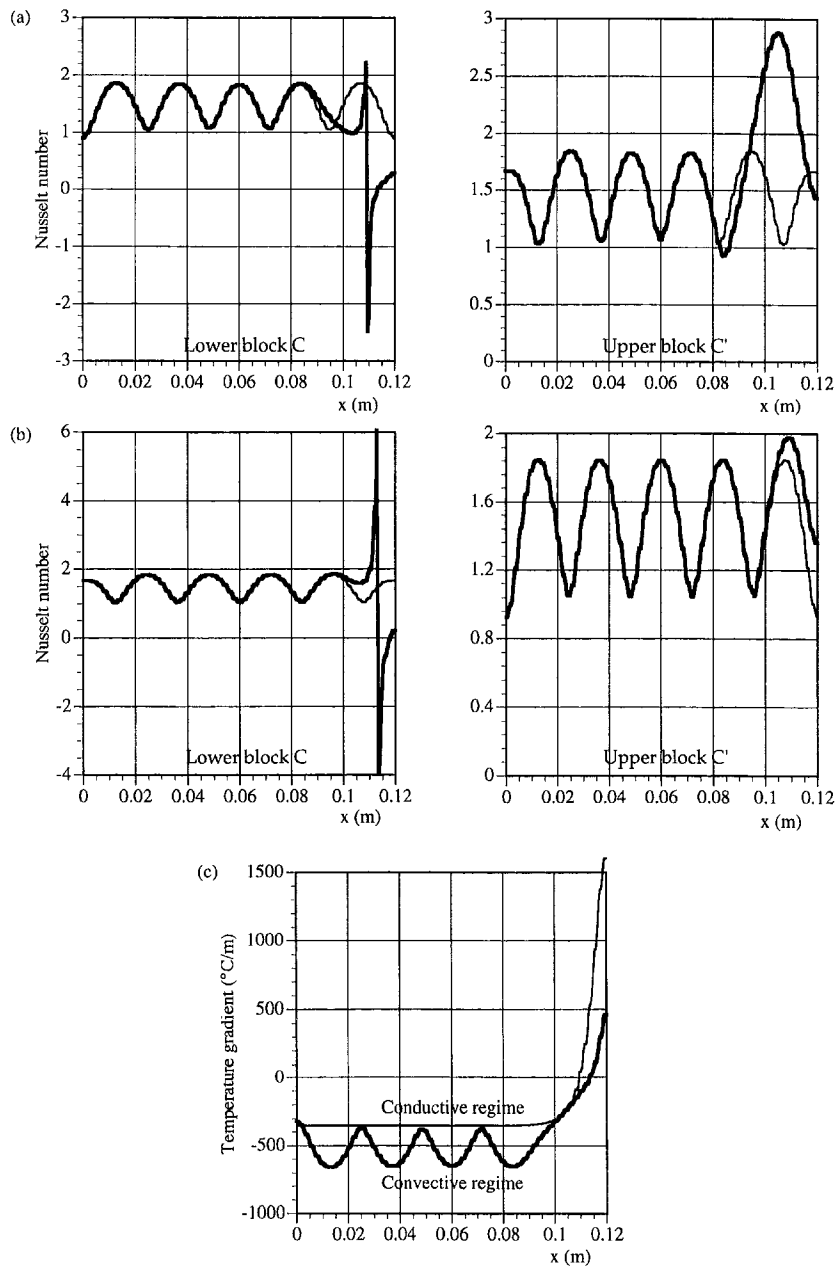 (a)
3
2
1
0
-1
-2
-3
Nusselt number
Lower block C
0 0.02 0.04 0.06 0.08 0.1 0.12
x (m)
3
2.5
2
1.5
1
0.5
0
Upper block C'
0 0.02 0.04 0.06 0.08 0.1 0.12
x (m)
(b)
6
4
2
0
-2
-4
Nusselt number
Lower block C
0 0.02 0.04 0.06 0.08 0.1 0.12
x (m)
2
1.6
1.2
0.8
0.4
0
Upper block C'
0 0.02 0.04 0.06 0.08 0.1 0.12
x (m)
(c)
1500
1000
500
0
-500
-1000
Temperature gradient (°C/m)
Conductive regime
Convective regime
0 0.02 0.04 0.06 0.08 0.1 0.12
x (m)